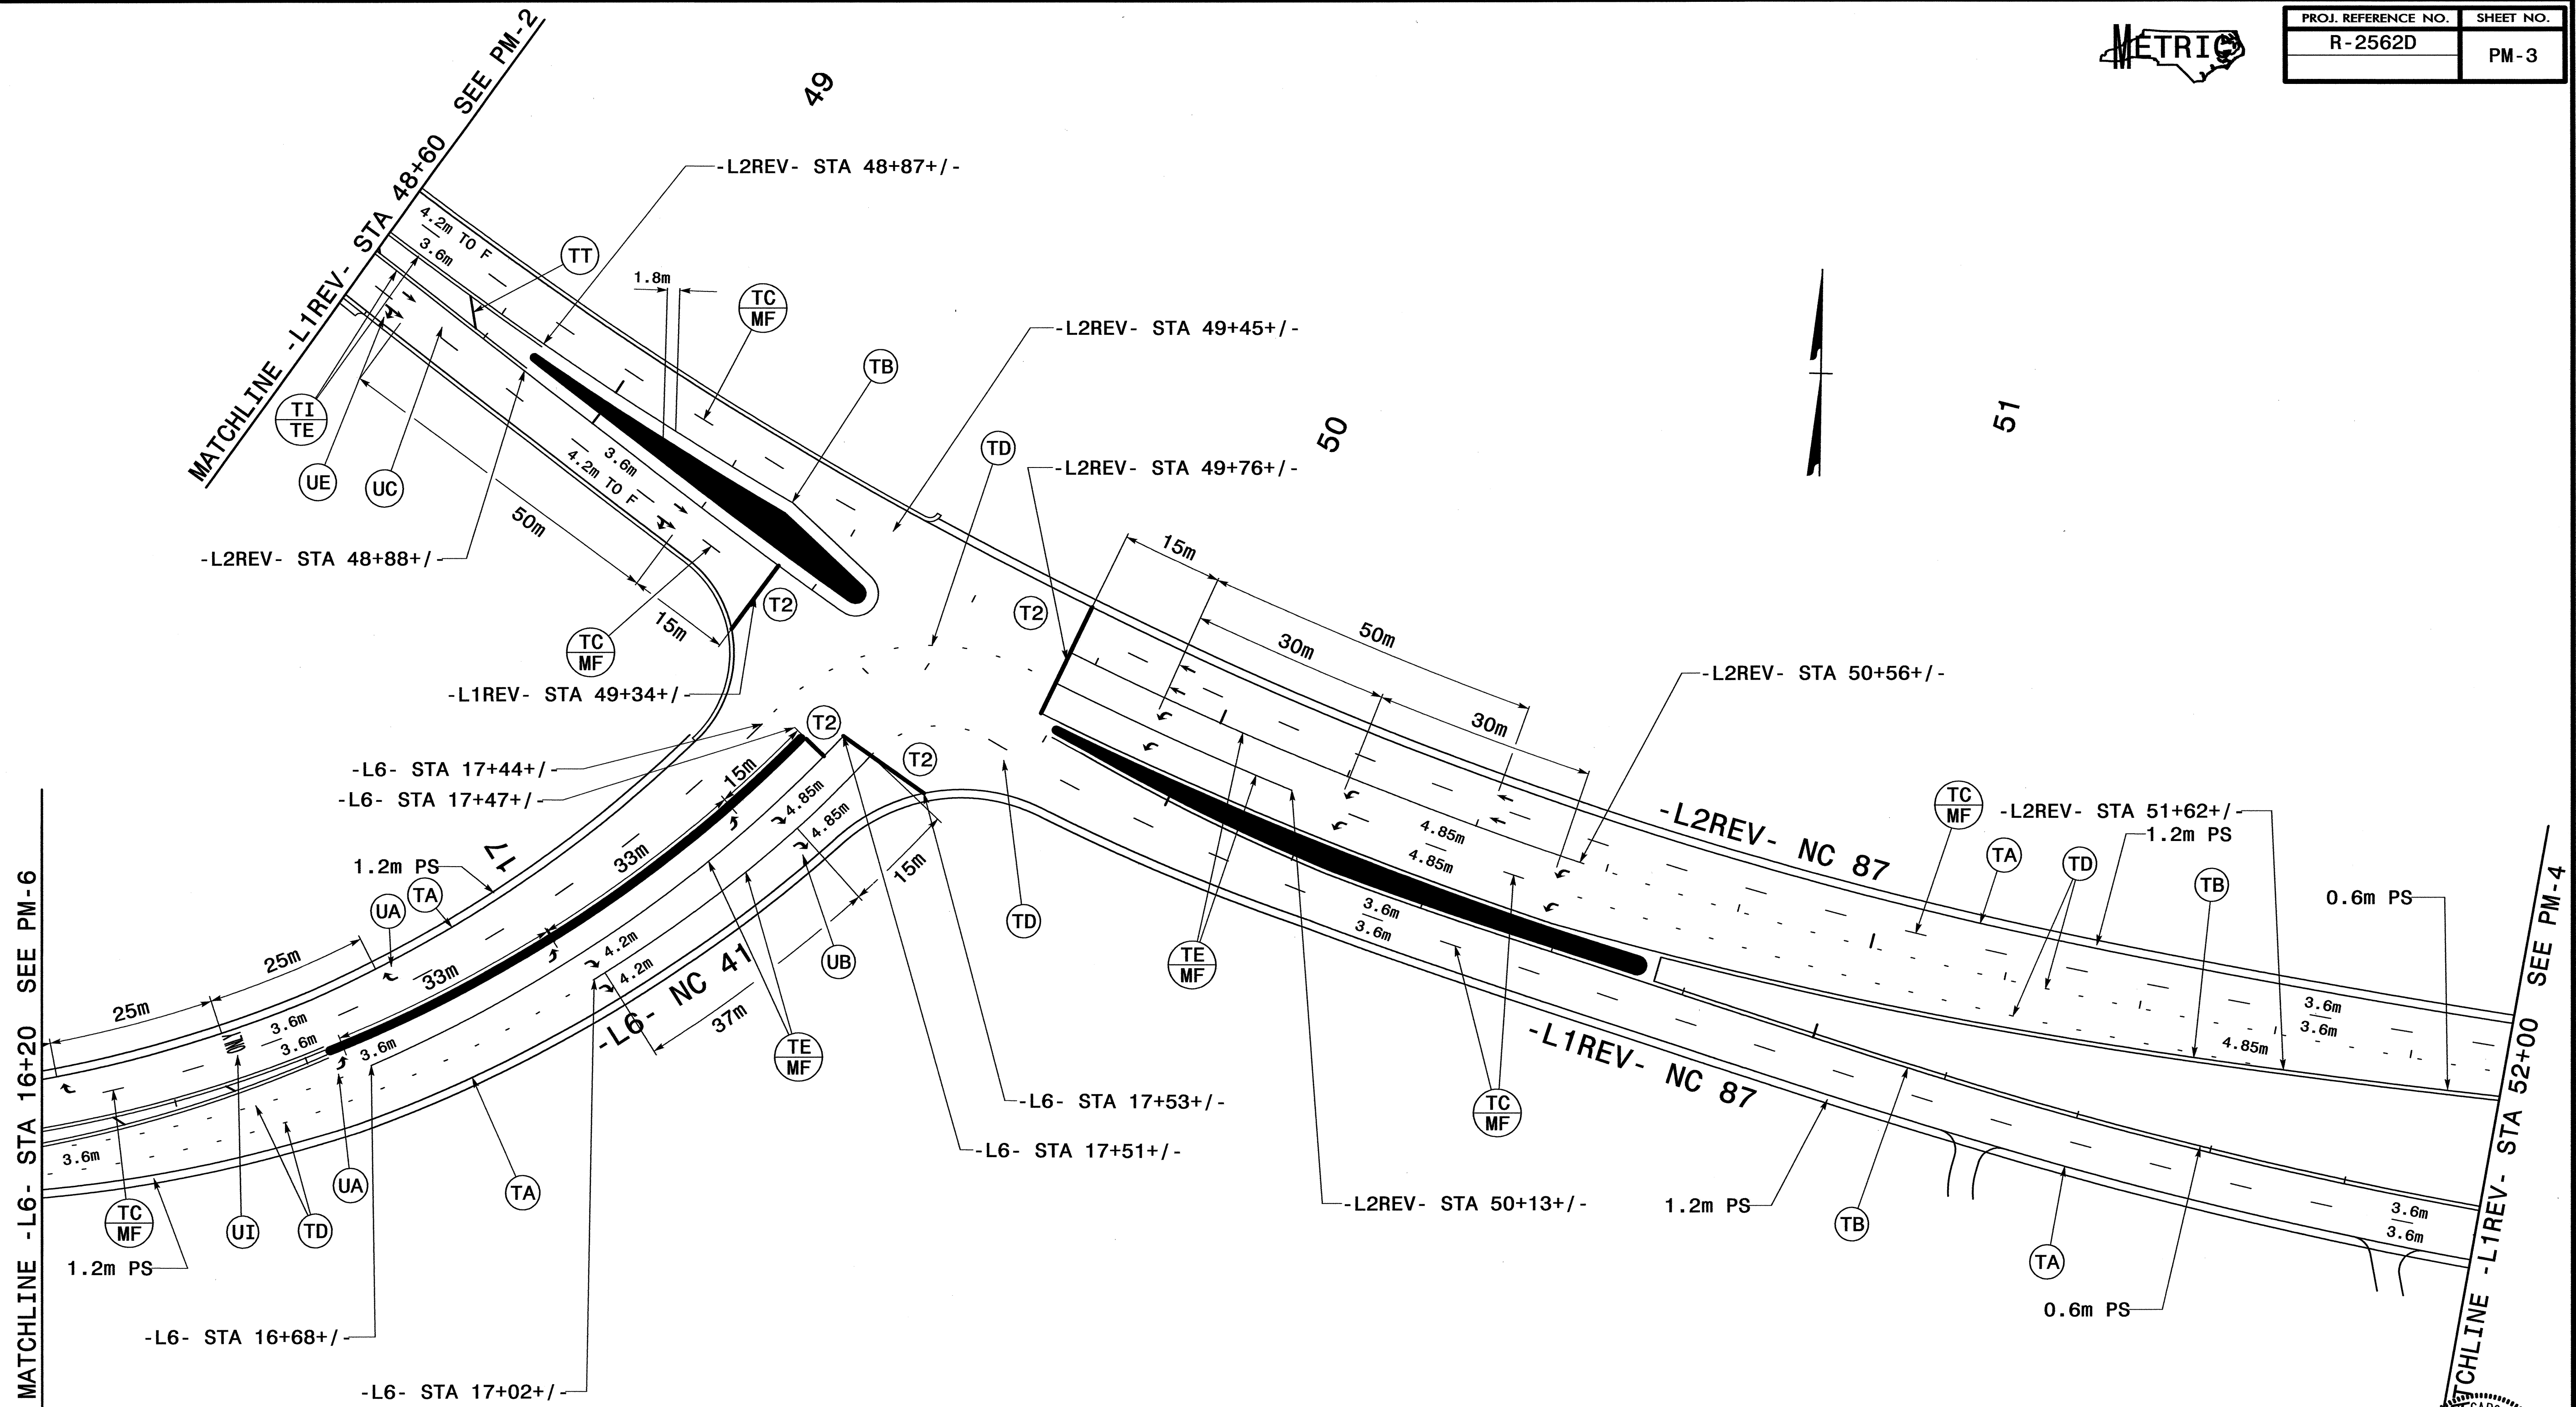 PROJ. REFERENCE NO.
SHEET NO.
R-2562D
PM-3
METRIC
MATCHLINE -L1REV- STA 48+60 SEE PM-2
49
-L2REV- STA 48+87+/-
4.2m TO F
3.6m
TT
1.8m
TC
MF
-L2REV- STA 49+45+/-
TB
TI
TE
50
51
TD
-L2REV- STA 49+76+/-
UE
UC
3.6m
4.2m TO F
50m
-L2REV- STA 48+88+/-
15m
50m
30m
T2
T2
15m
TC
MF
-L2REV- STA 50+56+/-
-L1REV- STA 49+34+/-
30m
T2
T2
-L6- STA 17+44+/-
-L6- STA 17+47+/-
15m
4.85m
4.85m
-L2REV- NC 87
TC
MF
-L2REV- STA 51+62+/-
1.2m PS
TA
TD
TB
0.6m PS
4.85m
4.85m
17
33m
15m
1.2m PS
TA
UA
3.6m
3.6m
TD
TE
MF
UB
4.2m
4.2m
25m
33m
-L6- NC 41
37m
25m
ONLY
3.6m
3.6m
3.6m
TE
MF
-L1REV- NC 87
3.6m
3.6m
4.85m
TC
MF
-L6- STA 17+53+/-
-L6- STA 17+51+/-
3.6m
UA
TA
TC
MF
UI
TD
1.2m PS
-L2REV- STA 50+13+/-
1.2m PS
TB
TA
3.6m
3.6m
0.6m PS
-L6- STA 16+68+/-
-L6- STA 17+02+/-
MATCHLINE -L6- STA 16+20 SEE PM-6
TCHLINE -L1REV- STA 52+00 SEE PM-4